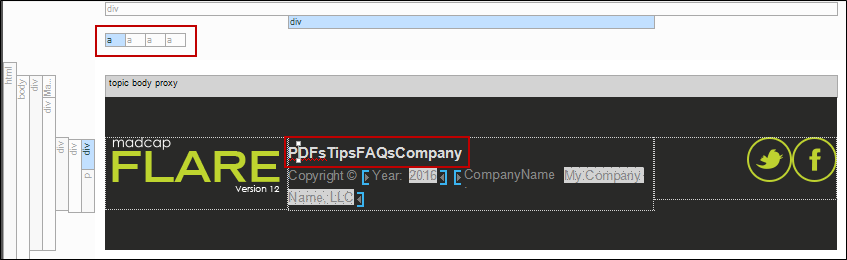 div
div
a a a a
html
body
div
Ma...
div
div
div
div
p
topic body proxy
madcap
FLARE
Version 12
PDFsTipsFAQsCompany
Copyright © Year: 2016 CompanyName My Company
Name, LLC
.
f